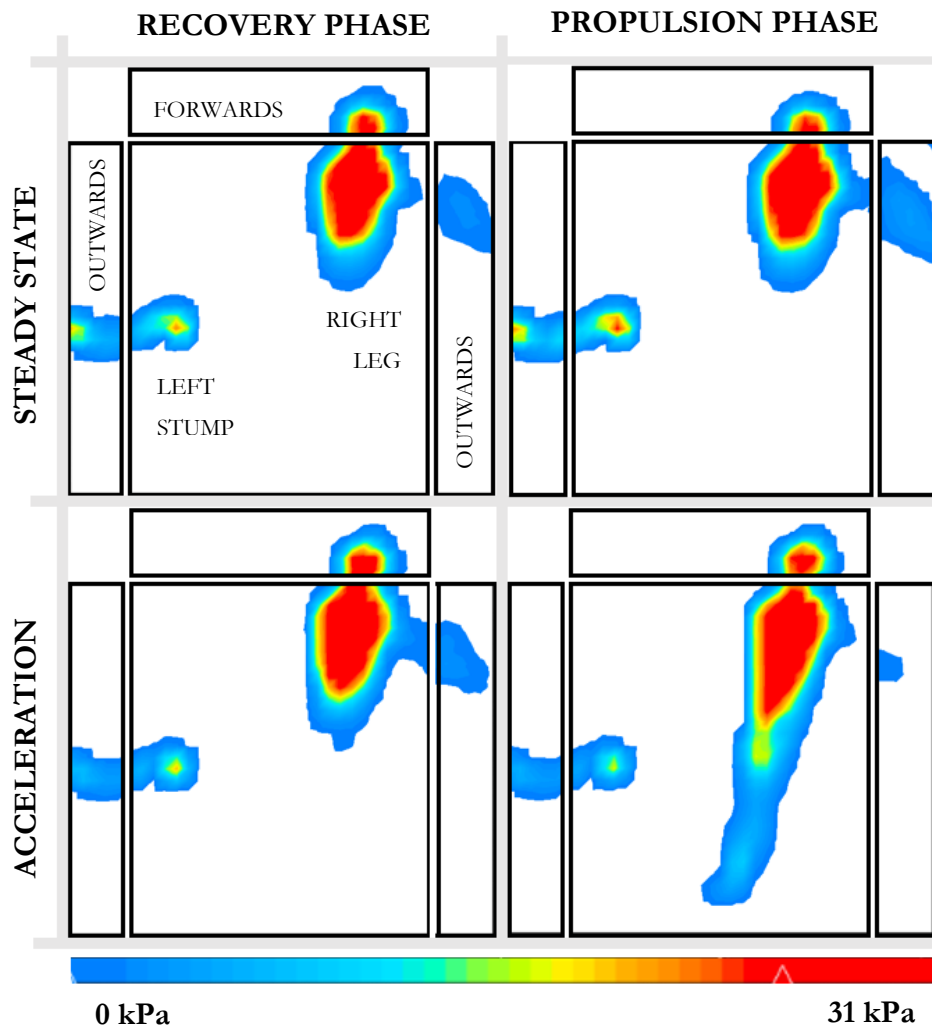 RECOVERY PHASE
PROPULSION PHASE
STEADY STATE
FORWARDS
OUTWARDS
RIGHT
LEG
LEFT
STUMP
OUTWARDS
ACCELERATION
0 kPa
31 kPa